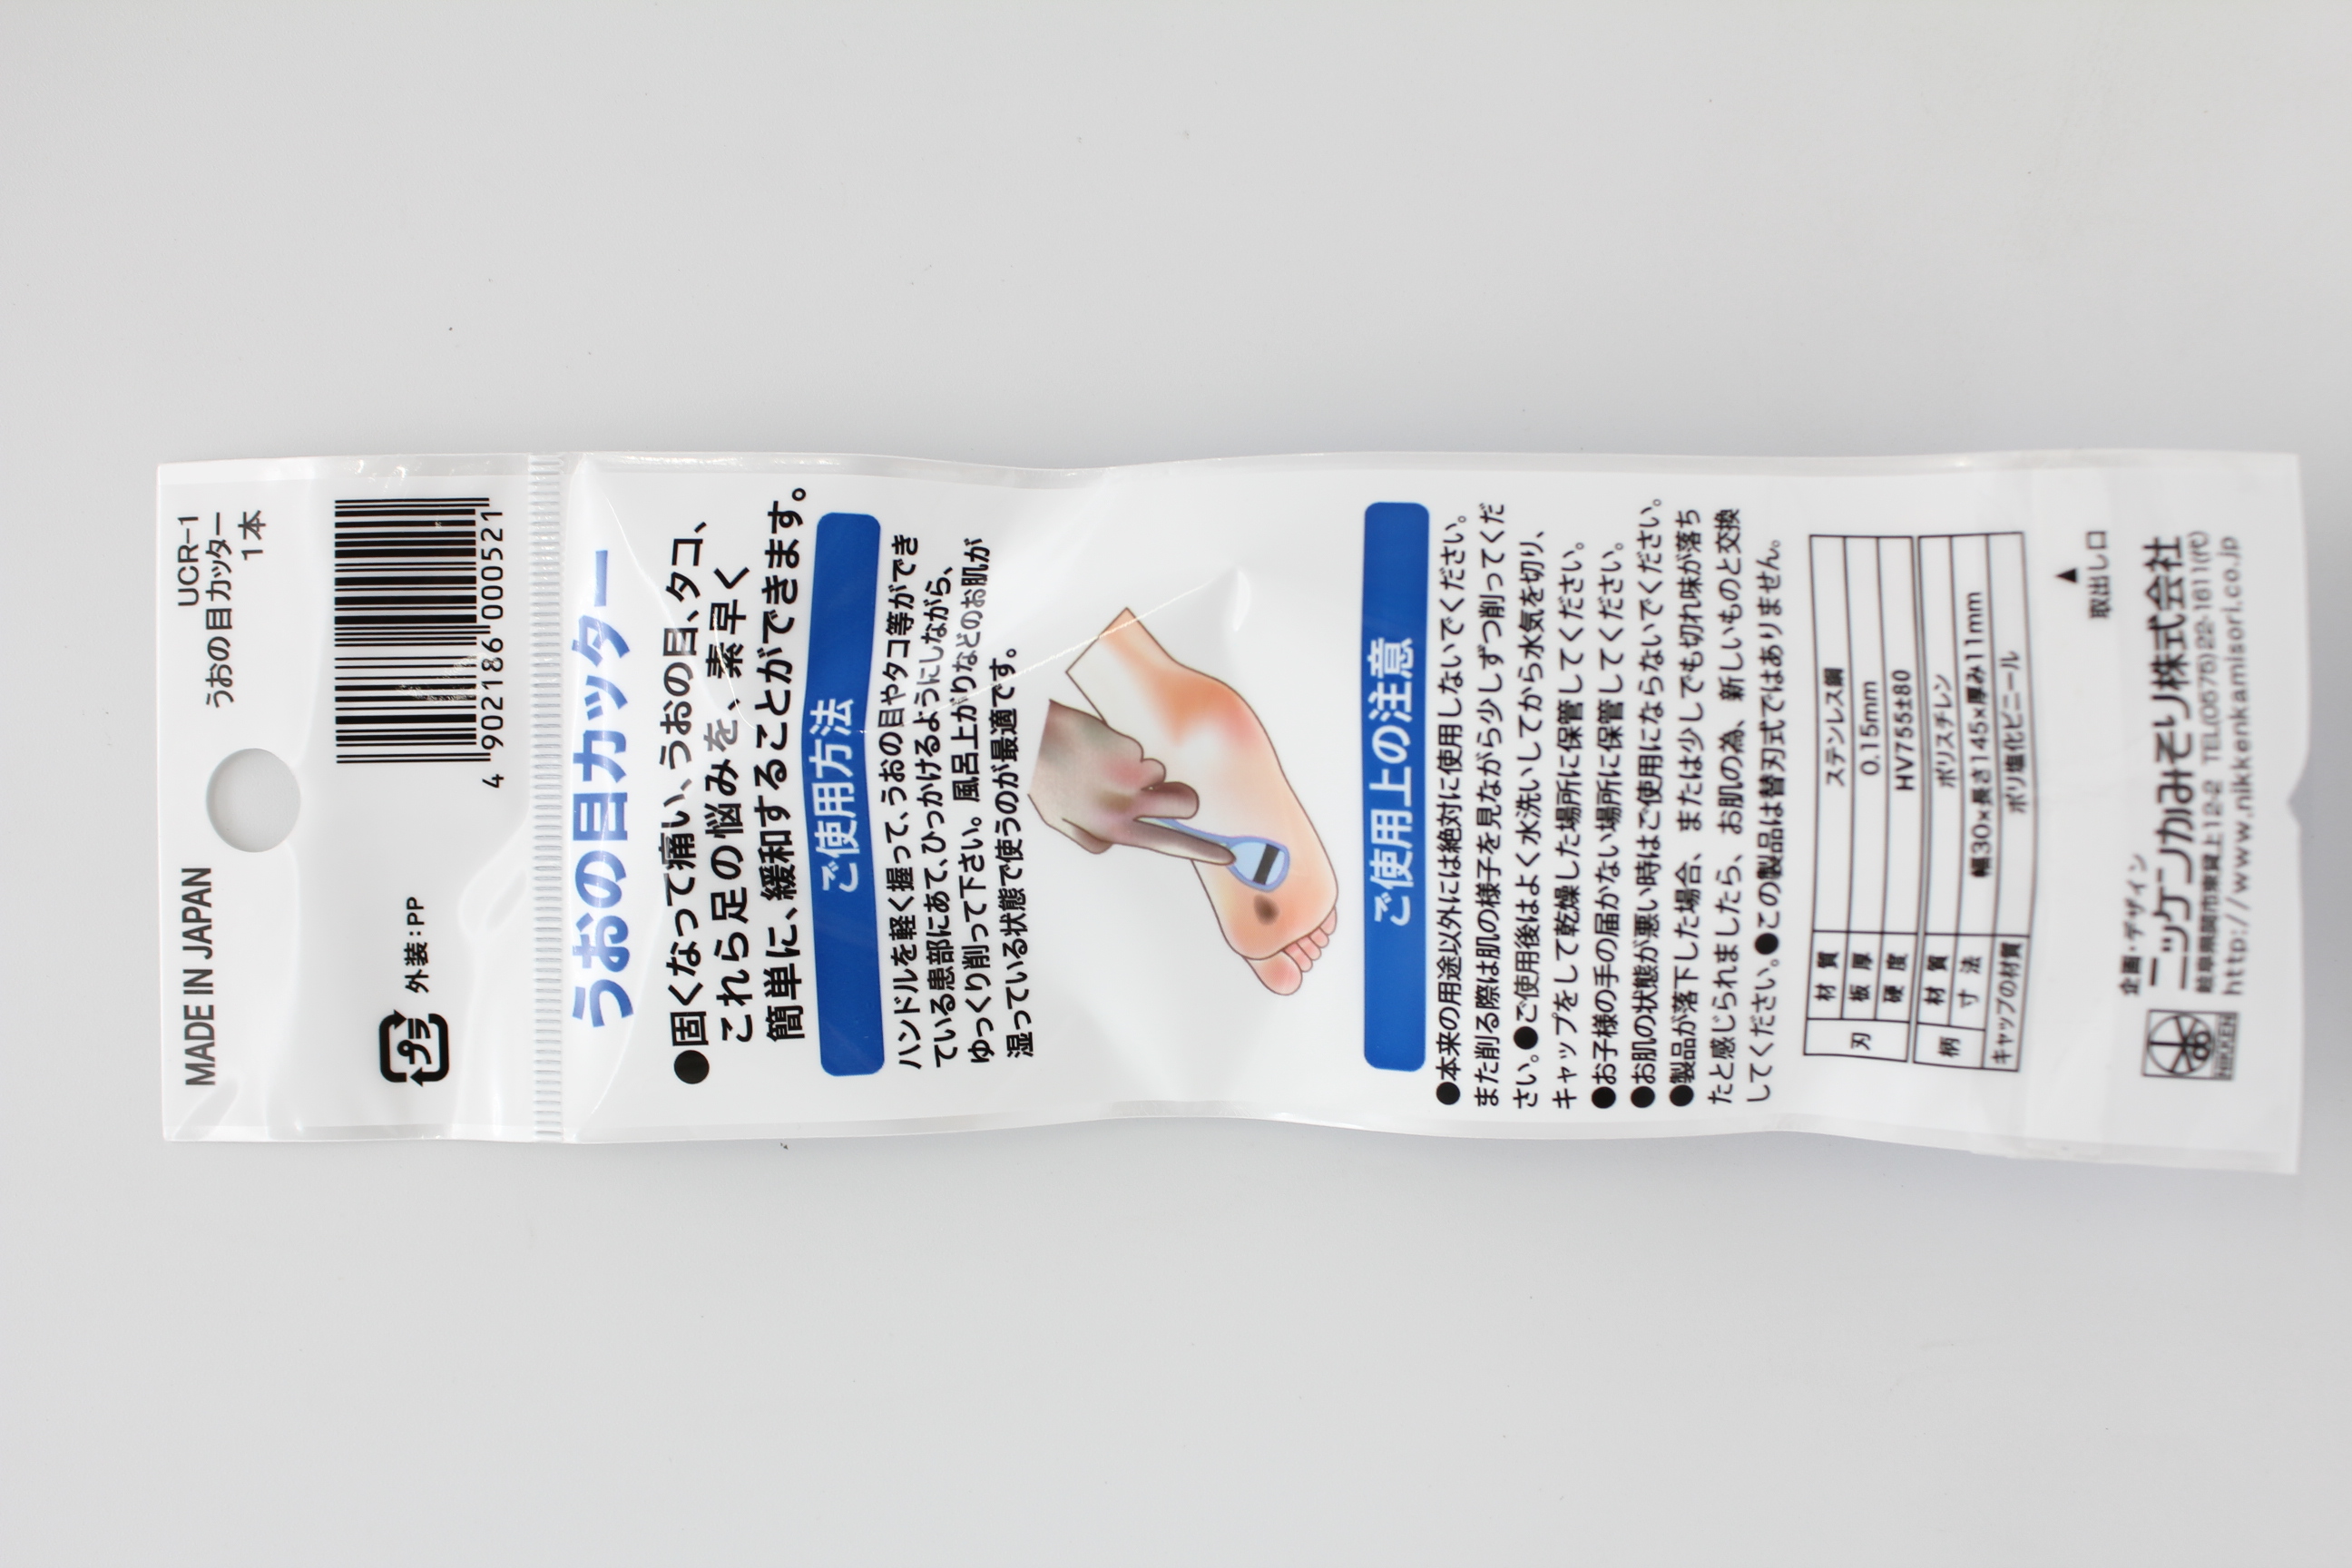 MADE IN JAPAN
UCR-1
うおの目カッター
1本
プラ
外装:PP
4 902186 000521
うおの目カッター
●固くなって痛い、うおの目、タコ、
これら足の悩みを、素早く
簡単に、緩和することができます。
ご使用方法
ハンドルを軽く握って、うおの目やタコ等ができ
ている患部にあて、ひっかけるようにしながら、
ゆっくり削って下さい。風呂上がりなどのお肌が
湿っている状態で使うのが最適です。
ご使用上の注意
●本来の用途以外には絶対に使用しないでください。
また削る際は肌の様子を見ながら少しずつ削ってくだ
さい。●ご使用後はよく水洗いしてから水気を切り、
キャップをして乾燥した場所に保管してください。
●お子様の手の届かない場所に保管してください。
●お肌の状態が悪い時はご使用にならないでください。
●製品が落下した場合、または少しでも切れ味が落ち
たと感じられましたら、お肌の為、新しいものと交換
してください。●この製品は替刃式ではありません。
刃 材質 ステンレス鋼
板厚 0.15mm
硬度 HV755±80
柄 材質 ポリスチレン
寸法 幅30×長さ145×厚み11mm
キャップの材質 ポリ塩化ビニール
▲
取出し口
企画・デザイン
ニッケンかみそり株式会社
岐阜県関市東貸上12-2 TEL(0575)22-1611(代)
http://www.nikkenkamisori.co.jp
NIKKEN